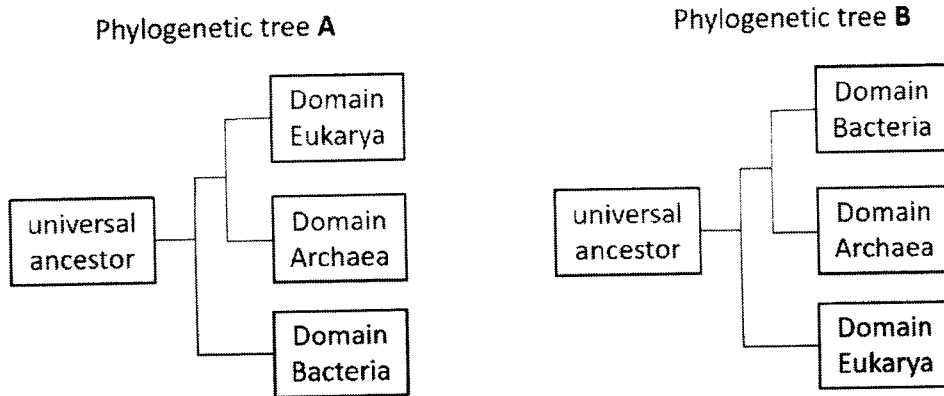 Phylogenetic tree A
Domain
Eukarya
universal
ancestor
Domain
Archaea
Domain
Bacteria
Phylogenetic tree B
Domain
Bacteria
universal
ancestor
Domain
Archaea
Domain
Eukarya